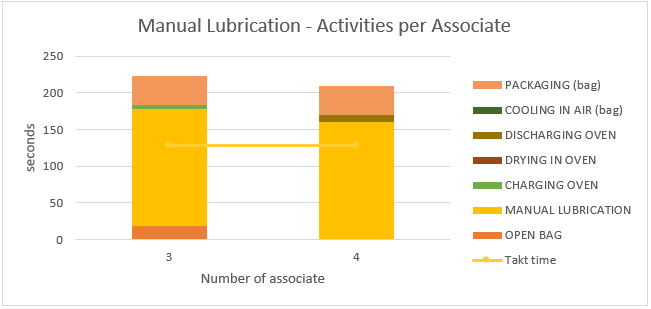 Manual Lubrication - Activities per Associate
250
200
150
100
50
0
seconds
3
4
Number of associate
PACKAGING (bag)
COOLING IN AIR (bag)
DISCHARGING OVEN
DRYING IN OVEN
CHARGING OVEN
MANUAL LUBRICATION
OPEN BAG
Takt time